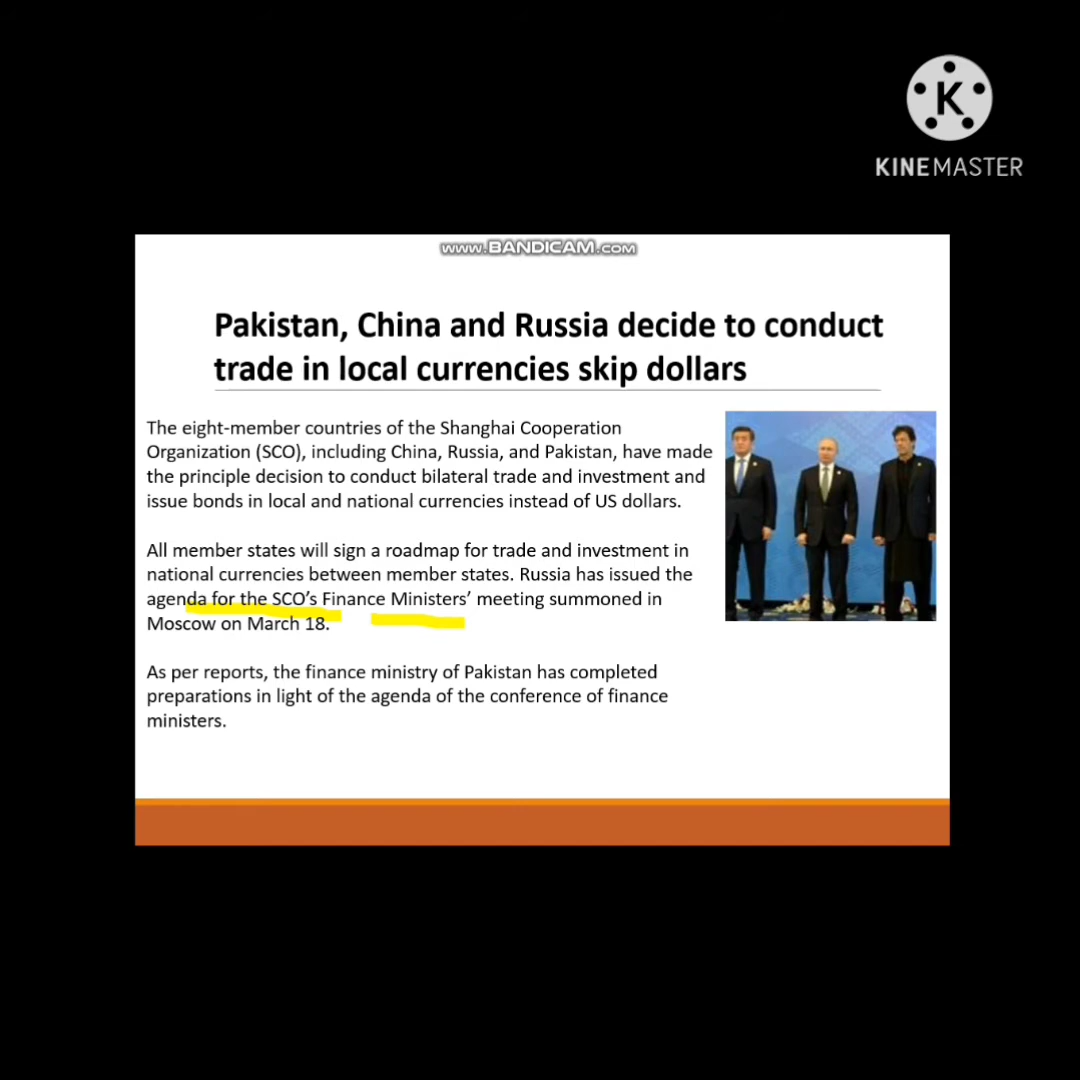 K
KINEMASTER
www.BANDICAM.com
Pakistan, China and Russia decide to conduct
trade in local currencies skip dollars
The eight-member countries of the Shanghai Cooperation
Organization (SCO), including China, Russia, and Pakistan, have made
the principle decision to conduct bilateral trade and investment and
issue bonds in local and national currencies instead of US dollars.
All member states will sign a roadmap for trade and investment in
national currencies between member states. Russia has issued the
agenda for the SCO’s Finance Ministers’ meeting summoned in
Moscow on March 18.
As per reports, the finance ministry of Pakistan has completed
preparations in light of the agenda of the conference of finance
ministers.